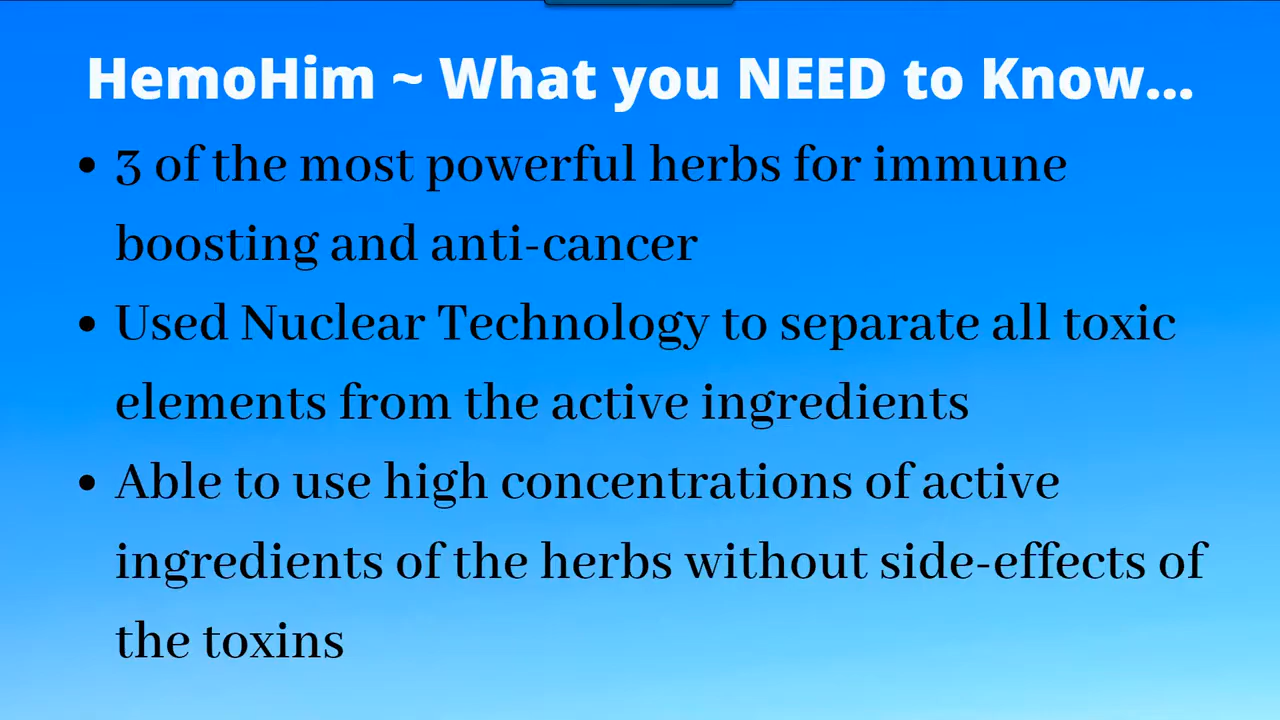 HemoHim ~ What you NEED to Know...
• 3 of the most powerful herbs for immune
boosting and anti-cancer
• Used Nuclear Technology to separate all toxic
elements from the active ingredients
• Able to use high concentrations of active
ingredients of the herbs without side-effects of
the toxins